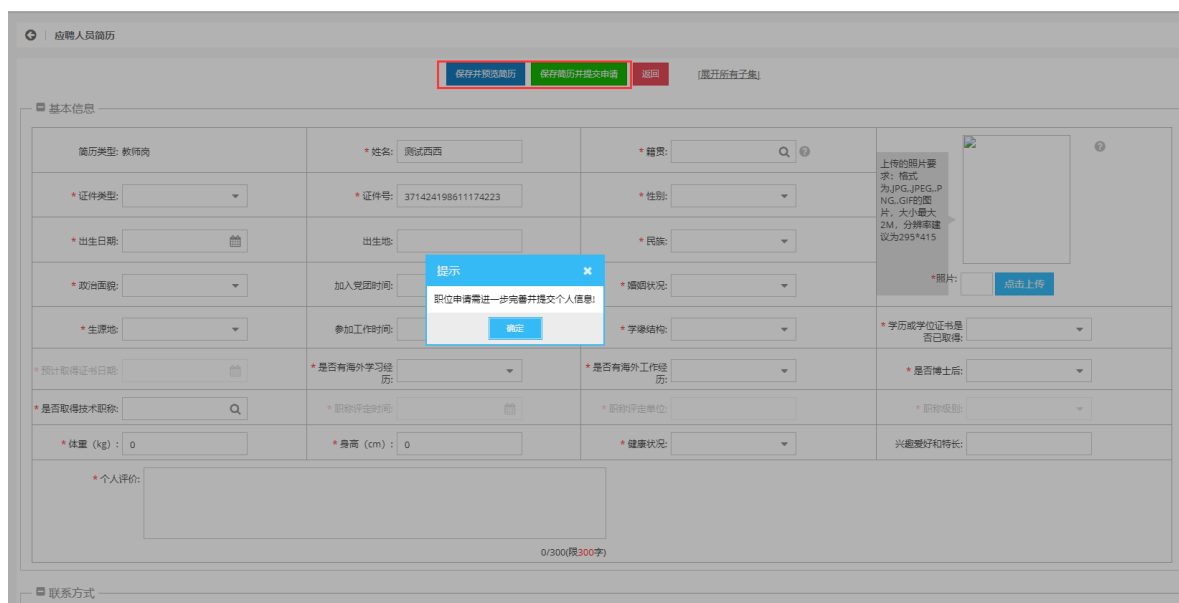 应聘人员简历
保存并预览简历 保存简历并提交申请 返回 [展开所有子集]
基本信息
简历类型: 教师岗 * 姓名: 测试西西 * 籍贯:
上传的照片要
求：格式
为.JPG,.JPEG,.P
NG,.GIF的图
片，大小最大
2M，分辨率建
议为295*415
* 证件类型: * 证件号: 371424198611174223 * 性别:
* 出生日期: 出生地: * 民族:
*照片: 点击上传
* 政治面貌: 加入党团时间: * 婚姻状况:
提示
职位申请需进一步完善并提交个人信息!
确定
* 生源地: 参加工作时间: * 学缘结构: * 学历或学位证书是
否已取得:
* 预计取得证书日期: * 是否有海外学习经
历: * 是否有海外工作经
历: * 是否博士后:
* 是否取得技术职称: * 职称评定时间: * 职称评定单位: * 职称级别:
* 体重（kg）: 0 * 身高（cm）: 0 * 健康状况: 兴趣爱好和特长:
* 个人评价:
0/300(限300字)
联系方式